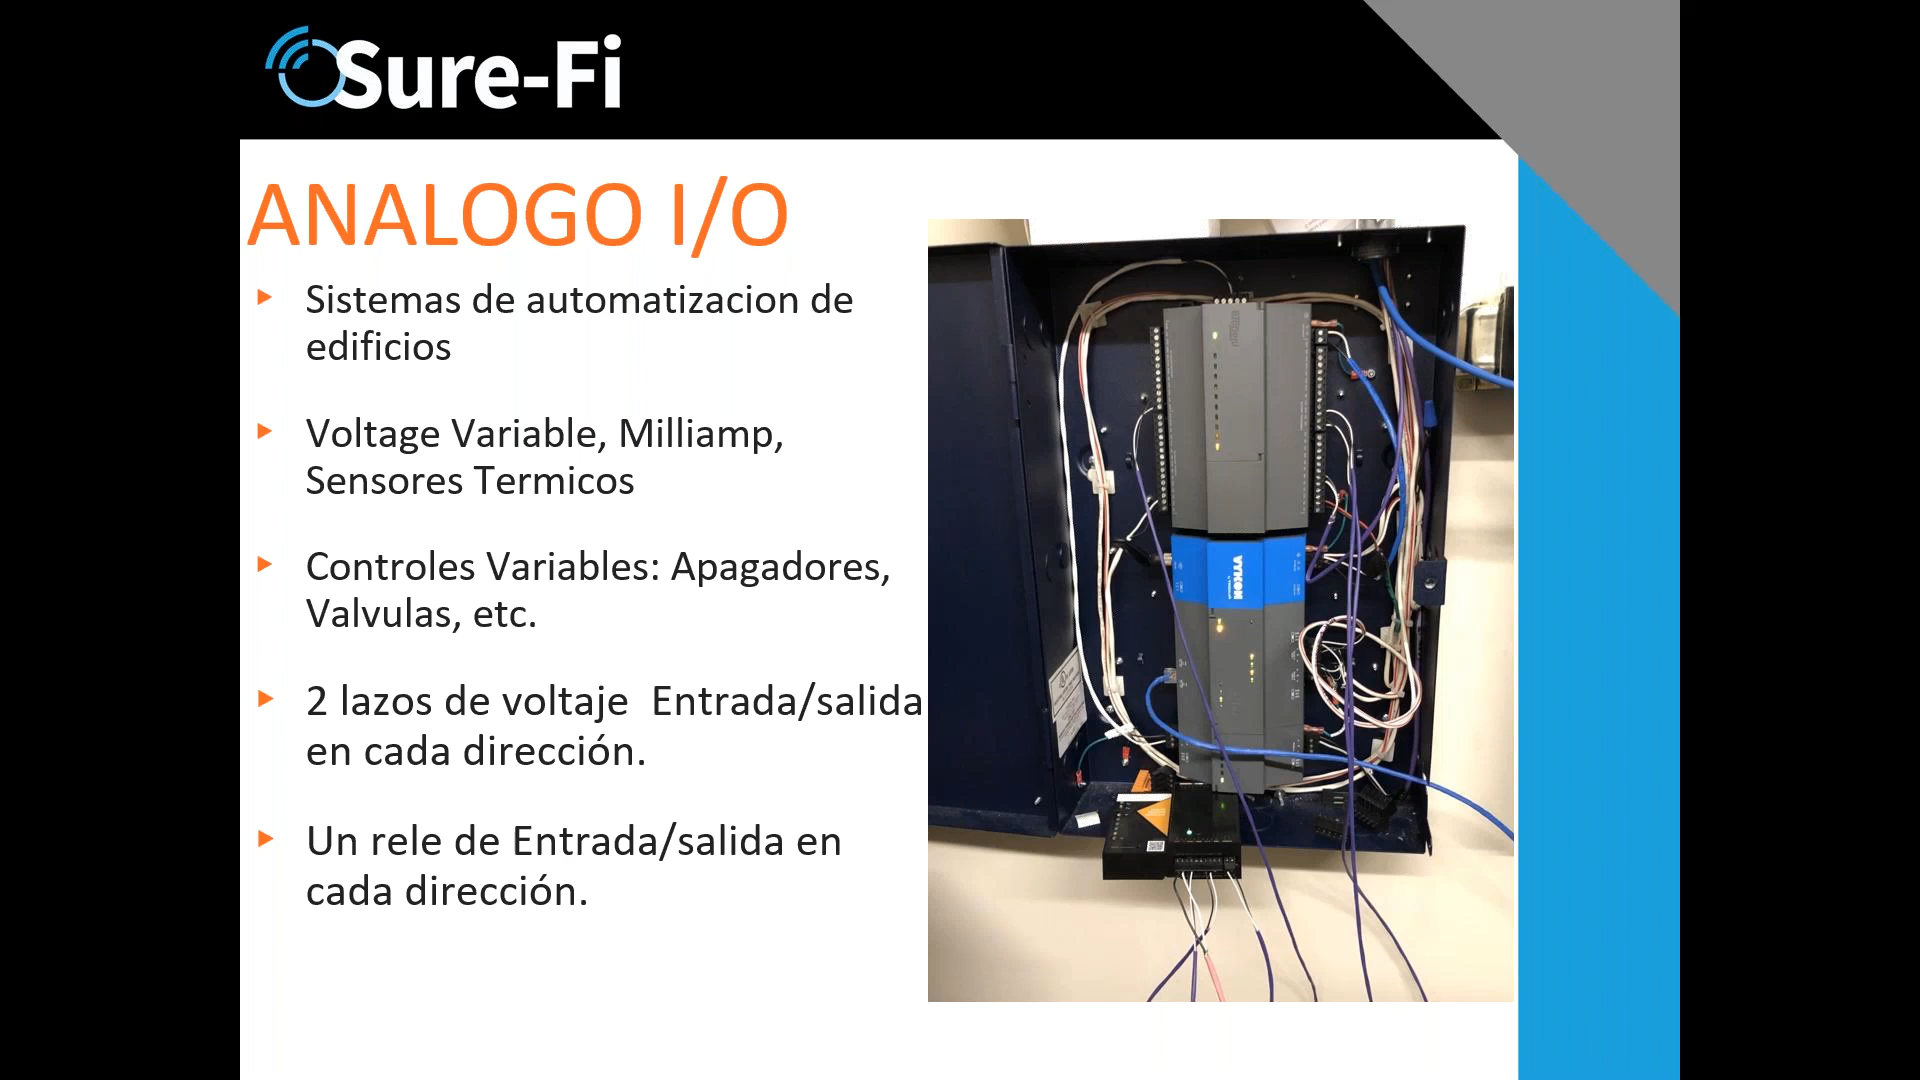 Sure-Fi
ANALOGO I/O
Sistemas de automatizacion de
edificios
Voltage Variable, Milliamp,
Sensores Termicos
Controles Variables: Apagadores,
Valvulas, etc.
2 lazos de voltaje  Entrada/salida
en cada dirección.
Un rele de Entrada/salida en
cada dirección.
VYKON